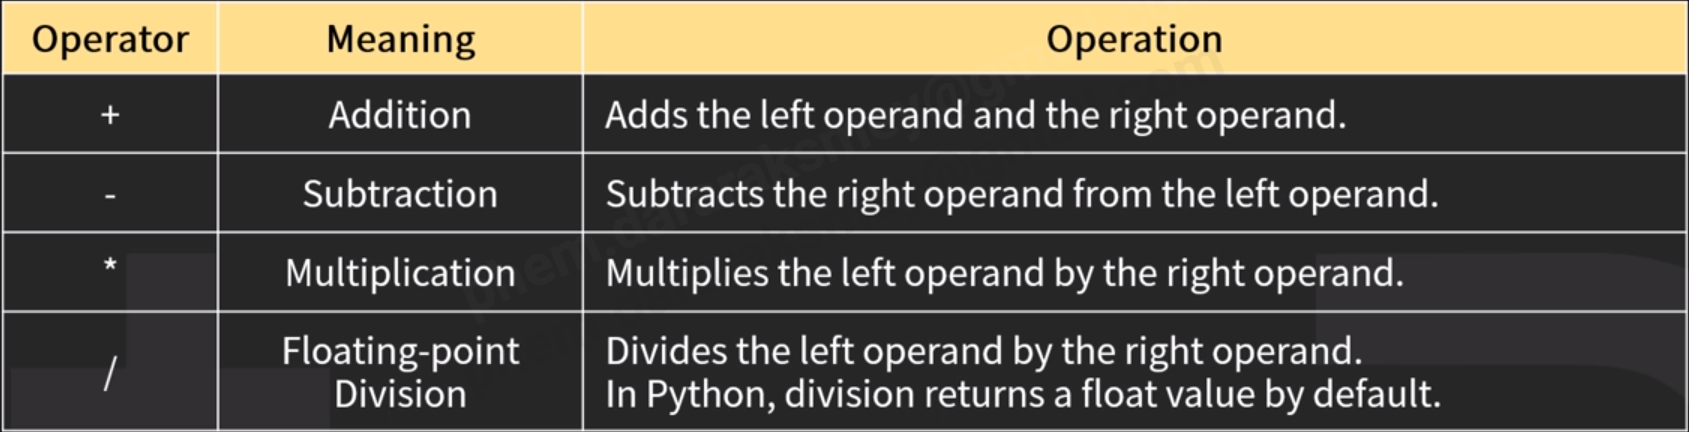 Operator Meaning Operation
+ Addition Adds the left operand and the right operand.
- Subtraction Subtracts the right operand from the left operand.
* Multiplication Multiplies the left operand by the right operand.
/ Floating-point Division Divides the left operand by the right operand.
In Python, division returns a float value by default.